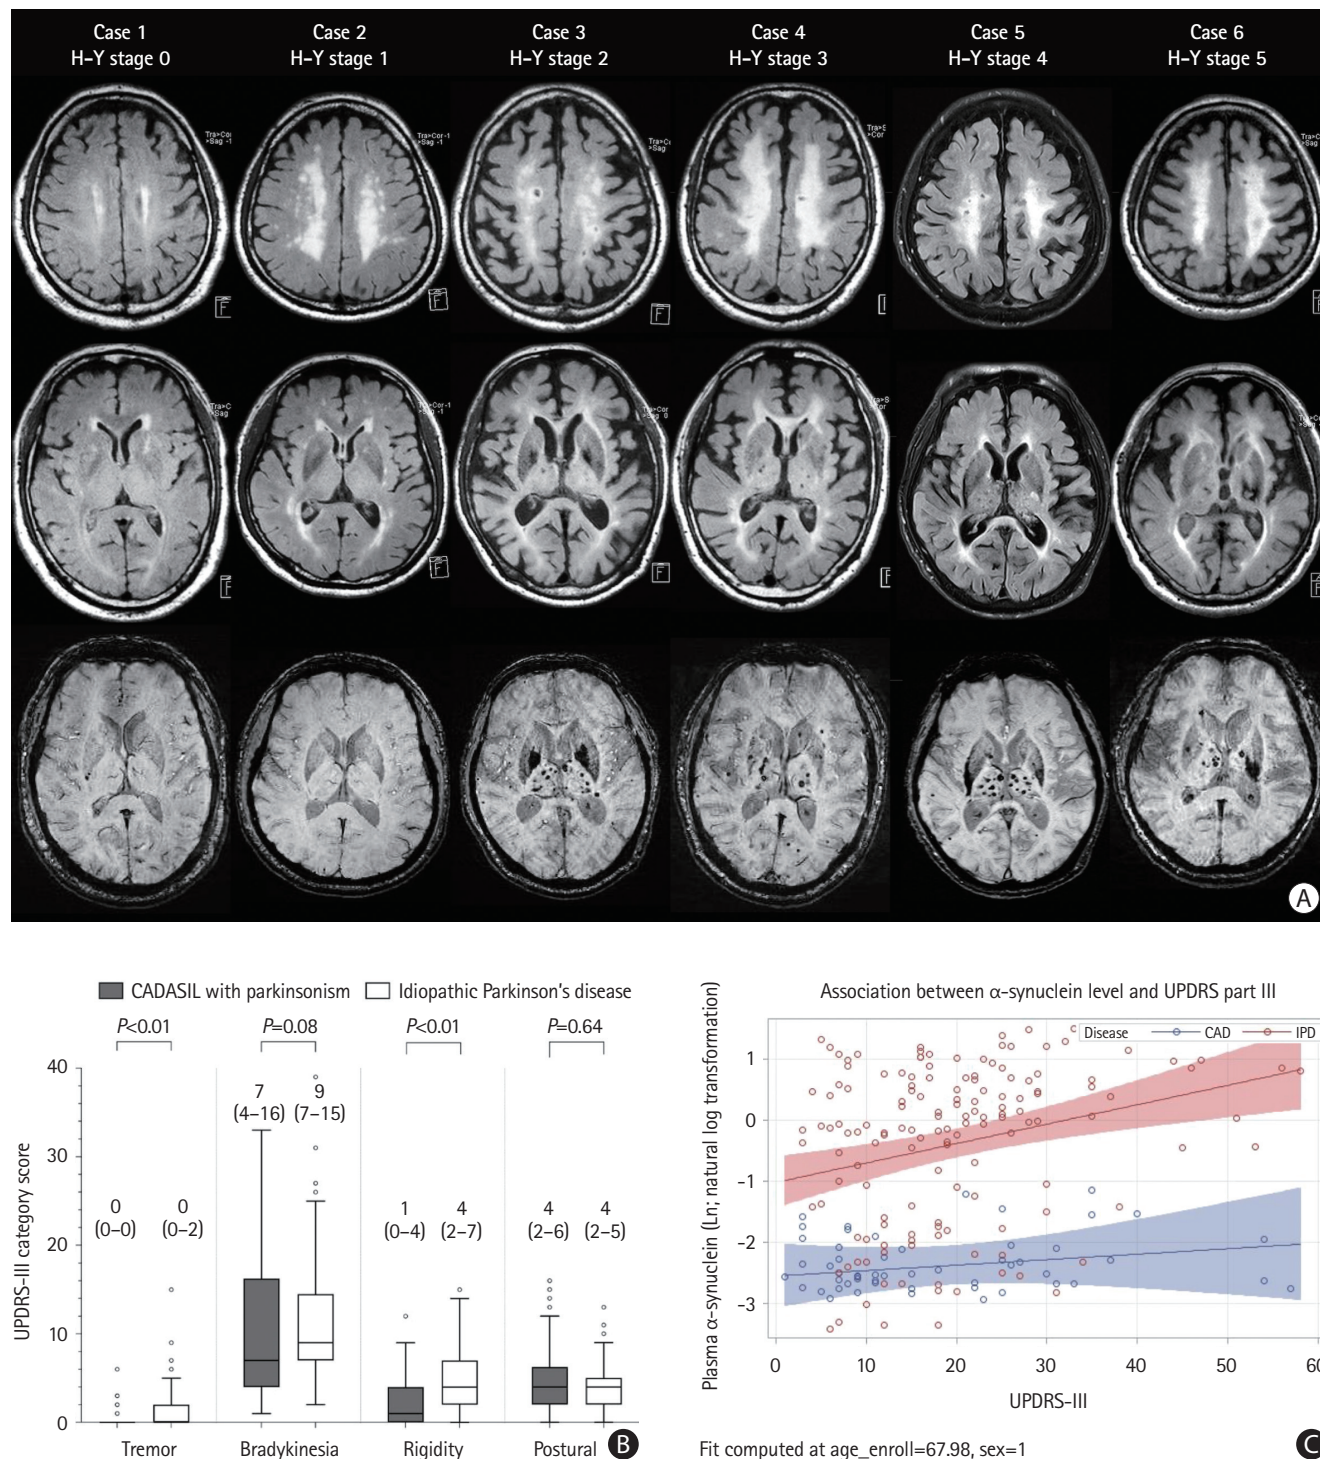 Case 1 Case 2 Case 3 Case 4 Case 5 Case 6
H-Y stage 0 H-Y stage 1 H-Y stage 2 H-Y stage 3 H-Y stage 4 H-Y stage 5
F F F
F F
A
CADASIL with parkinsonism Idiopathic Parkinson's disease
P<0.01 P=0.08 P<0.01 P=0.64
UPDRS-III category score
40
30
20
10
0
0 0 7 9 1 4 4 4
(0–0) (0–2) (4–16) (7–15) (0–4) (2–7) (2–6) (2–5)
Tremor Bradykinesia Rigidity Postural
B
Association between α-synuclein level and UPDRS part III
Disease CAD IPD
Plasma α-synuclein (Ln; natural log transformation)
1
0
-1
-2
-3
0 10 20 30 40 50 60
UPDRS-III
Fit computed at age_enroll=67.98, sex=1
C